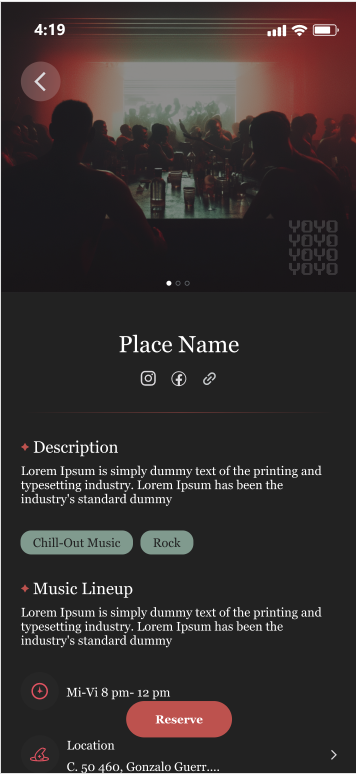 4:19
YOYO
YOYO
YOYO
YOYO
Place Name
Description
Lorem Ipsum is simply dummy text of the printing and
typesetting industry. Lorem Ipsum has been the
industry's standard dummy
Chill-Out Music
Rock
Music Lineup
Lorem Ipsum is simply dummy text of the printing and
typesetting industry. Lorem Ipsum has been the
industry's standard dummy
Mi-Vi 8 pm- 12 pm
Reserve
Location
C. 50 460, Gonzalo Guerr....